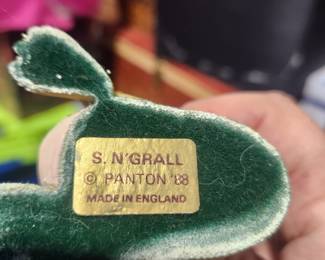 S. N'GRALL
© PANTON '88
MADE IN ENGLAND